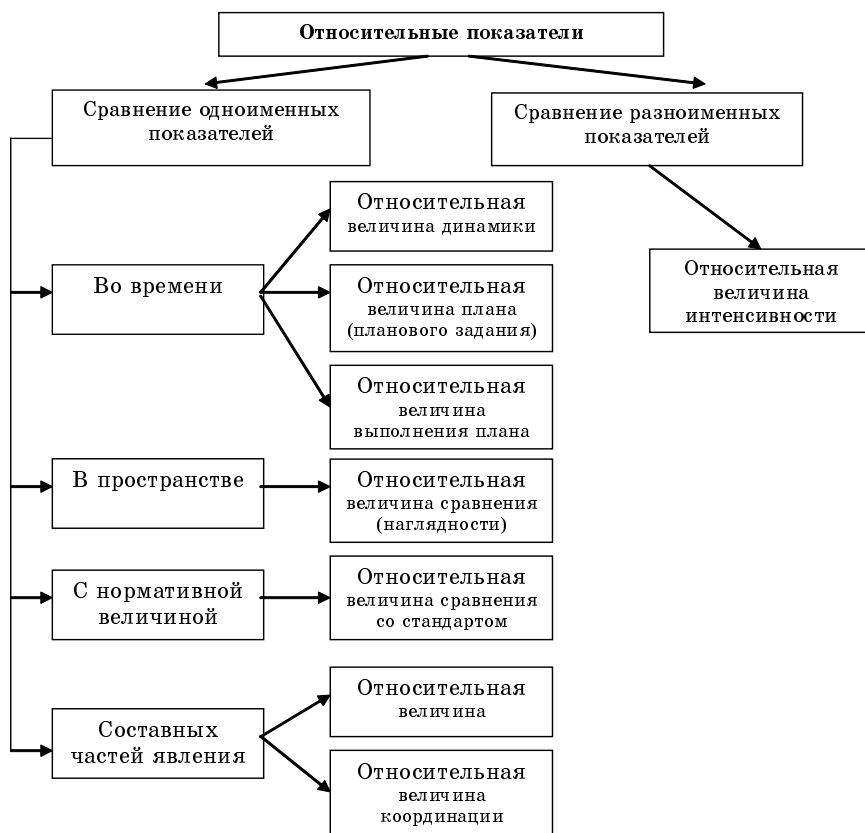 Относительные показатели
Сравнение одноименных
показателей
Сравнение разноименных
показателей
Относительная
величина динамики
Во времени
Относительная
величина плана
(планового задания)
Относительная
величина
интенсивности
Относительная
величина
выполнения плана
В пространстве
Относительная
величина сравнения
(наглядности)
С нормативной
величиной
Относительная
величина сравнения
со стандартом
Составных
частей явления
Относительная
величина
Относительная
величина
координации